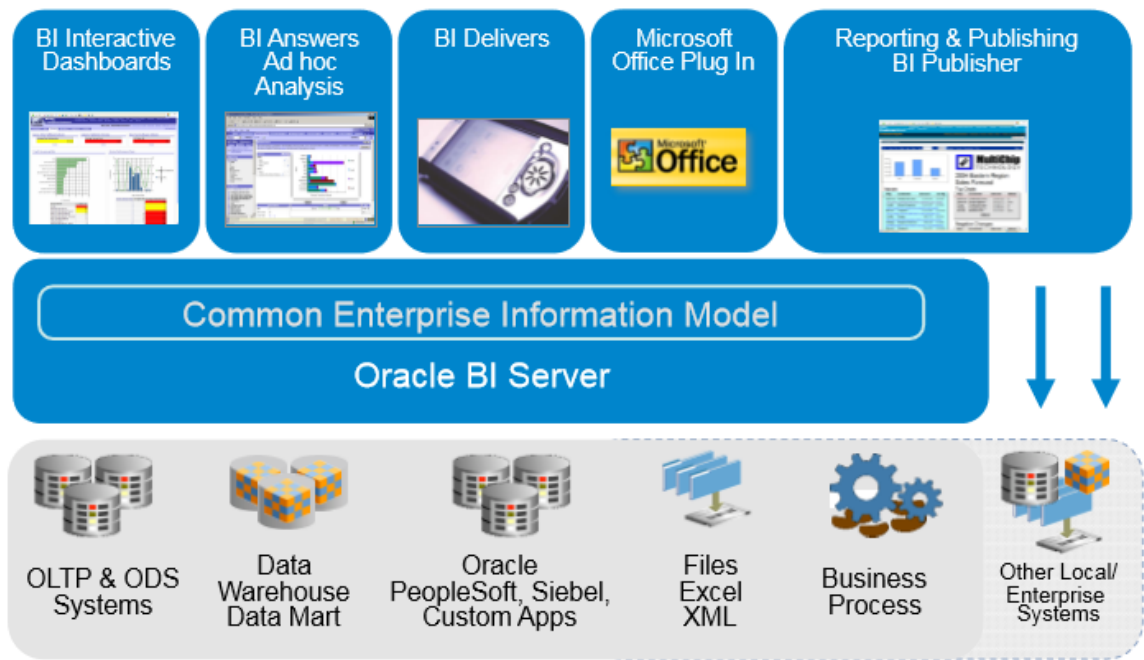 BI Interactive
Dashboards
BI Answers
Ad hoc
Analysis
BI Delivers
Microsoft
Office Plug In
Reporting & Publishing
BI Publisher
Microsoft
Office
MultiChip
TECHNOLOGY
Common Enterprise Information Model
Oracle BI Server
OLTP & ODS
Systems
Data
Warehouse
Data Mart
Oracle
PeopleSoft, Siebel,
Custom Apps
Files
Excel
XML
Business
Process
Other Local/
Enterprise
Systems